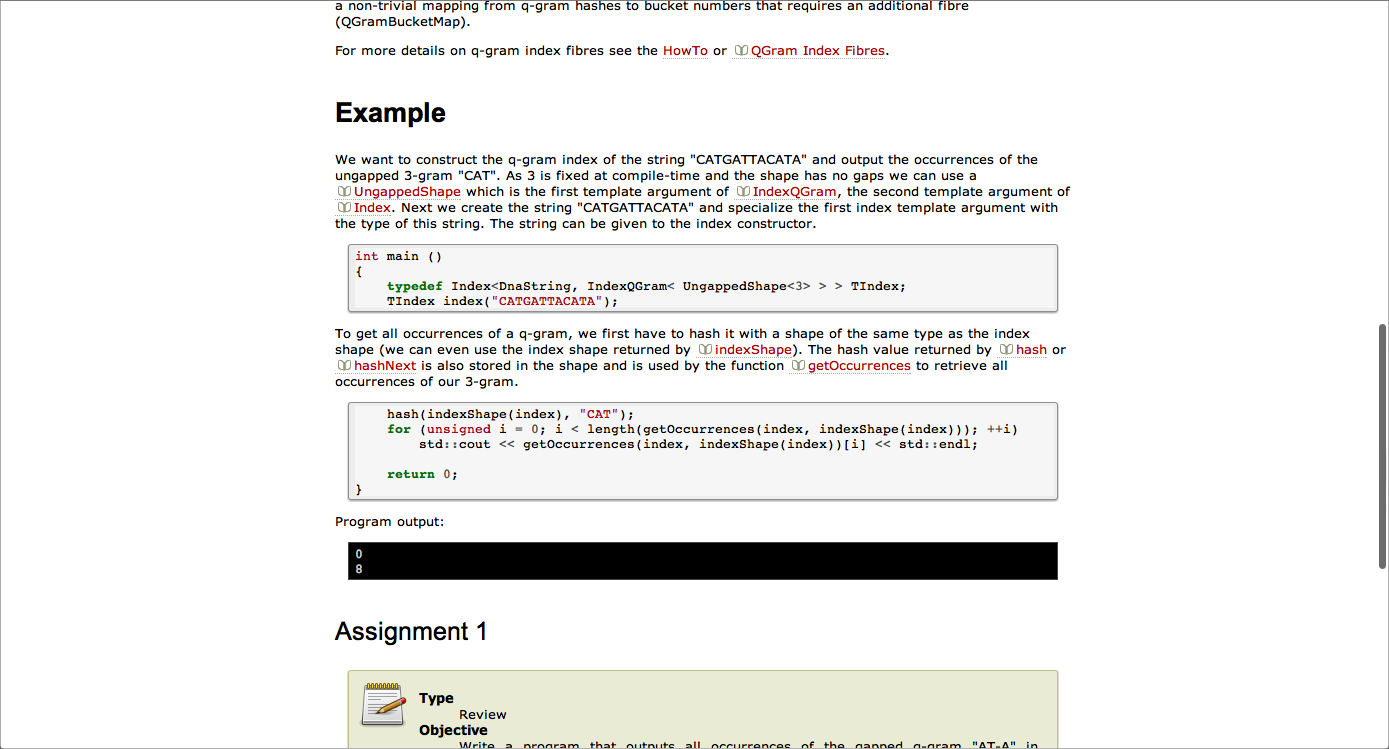 a non-trivial mapping from q-gram hashes to bucket numbers that requires an additional fibre
(QGramBucketMap).
For more details on q-gram index fibres see the HowTo or QGram Index Fibres.
Example
We want to construct the q-gram index of the string "CATGATTACATA" and output the occurrences of the
ungapped 3-gram "CAT". As 3 is fixed at compile-time and the shape has no gaps we can use a
UngappedShape which is the first template argument of IndexQGram, the second template argument of
Index. Next we create the string "CATGATTACATA" and specialize the first index template argument with
the type of this string. The string can be given to the index constructor.
int main ()
{
    typedef Index<DnaString, IndexQGram< UngappedShape<3> > > TIndex;
    TIndex index("CATGATTACATA");
To get all occurrences of a q-gram, we first have to hash it with a shape of the same type as the index
shape (we can even use the index shape returned by indexShape). The hash value returned by hash or
hashNext is also stored in the shape and is used by the function getOccurrences to retrieve all
occurrences of our 3-gram.
    hash(indexShape(index), "CAT");
    for (unsigned i = 0; i < length(getOccurrences(index, indexShape(index))); ++i)
        std::cout << getOccurrences(index, indexShape(index))[i] << std::endl;
    return 0;
}
Program output:
0
8
Assignment 1
Type
Review
Objective
Write a program that outputs all occurrences of the gapped q-gram "AT-A" in